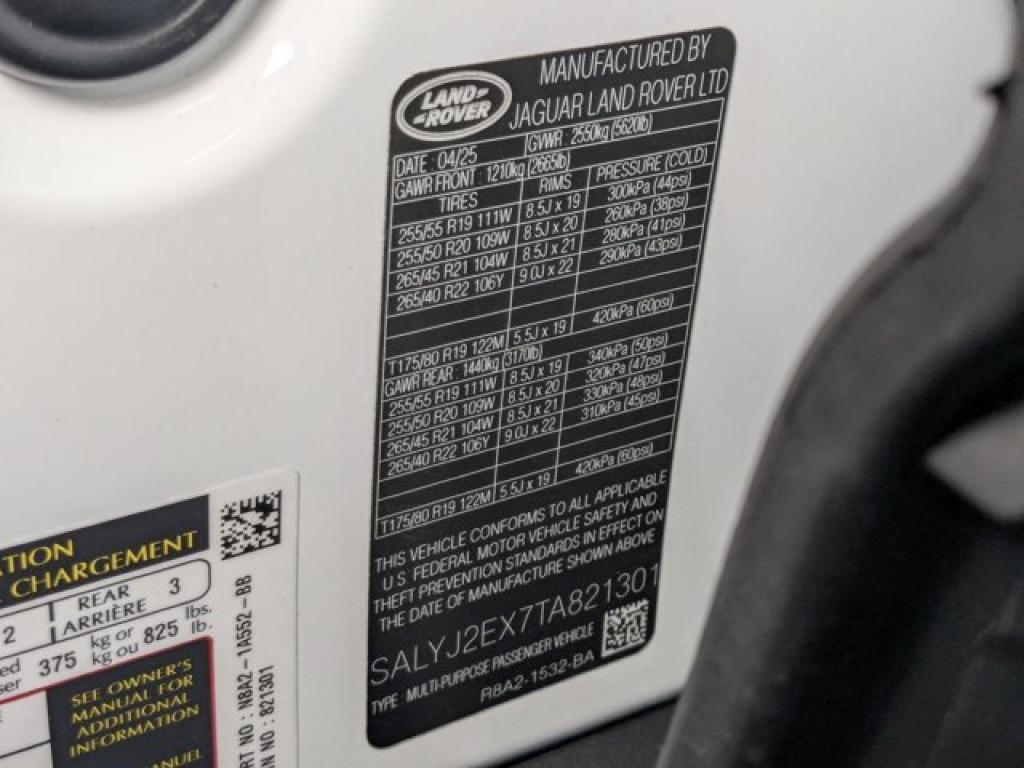 LAND-
-ROVER
MANUFACTURED BY
JAGUAR LAND ROVER LTD
DATE : 04/25 GVWR : 2550kg (5620lb)
GAWR FRONT : 1210kg (2665lb)
TIRES RIMS PRESSURE (COLD)
255/55 R19 111W 8.5J x 19 300kPa (44psi)
255/50 R20 109W 8.5J x 20 260kPa (38psi)
265/45 R21 104W 8.5J x 21 280kPa (41psi)
265/40 R22 106Y 9.0J x 22 290kPa (43psi)
T175/80 R19 122M 5.5J x 19 420kPa (60psi)
GAWR REAR : 1440kg (3170lb)
255/55 R19 111W 8.5J x 19 340kPa (50psi)
255/50 R20 109W 8.5J x 20 320kPa (47psi)
265/45 R21 104W 8.5J x 21 330kPa (48psi)
265/40 R22 106Y 9.0J x 22 310kPa (45psi)
T175/80 R19 122M 5.5J x 19 420kPa (60psi)
THIS VEHICLE CONFORMS TO ALL APPLICABLE
U.S. FEDERAL MOTOR VEHICLE SAFETY AND
THEFT PREVENTION STANDARDS IN EFFECT ON
THE DATE OF MANUFACTURE SHOWN ABOVE
SALYJ2EX7TA821301
TYPE : MULTI-PURPOSE PASSENGER VEHICLE
R8A2-1532-BA
ATION
CHARGEMENT
2 REAR 3
ARRIÈRE
375 kg or 825 lbs.
kg ou lb.
SEE OWNER'S
MANUAL FOR
ADDITIONAL
INFORMATION
MANUEL
PART NO : N8A2-1A552-BB
AN NO : 821301